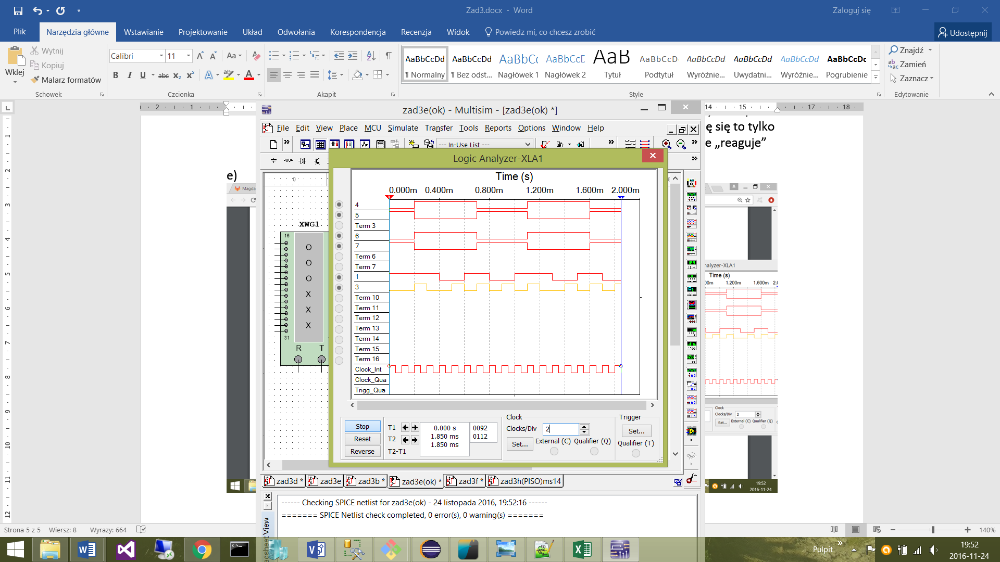 Zad3.docx - Word
Zaloguj się
Plik
Narzędzia główne
Wstawianie
Projektowanie
Układ
Odwołania
Korespondencja
Recenzja
Widok
Powiedz mi, co chcesz zrobić
Udostępnij
Wklej
Wytnij
Kopiuj
Malarz formatów
Schowek
Calibri
11
Czcionka
Akapit
AaBbCcDd
¶ Normalny
AaBbCcDd
¶ Bez odst...
AaBbCc
Nagłówek 1
AaBbCcD
Nagłówek 2
AaB
Tytuł
AaBbCcD
Podtytuł
AaBbCcDd
Wyróżnie...
AaBbCcDd
Uwydatni...
AaBbCcDd
Wyróżnie...
AaBbCcDc
Pogrubienie
Style
Znajdź
Zamień
Zaznacz
Edytowanie
2 1
14 15 17 18
ę się to tylko
e „reaguje”
e)
Magda
zad3e(ok) - Multisim - [zad3e(ok) *]
File Edit View Place MCU Simulate Transfer Tools Reports Options Window Help
--- In-Use List ---
Logic Analyzer-XLA1
Time (s)
0.000m 0.400m 0.800m 1.200m 1.600m 2.000m
4
5
Term 3
6
7
Term 6
Term 7
1
3
Term 10
Term 11
Term 12
Term 13
Term 14
Term 15
Term 16
Clock_Int
Clock_Qua
Trigg_Qua
XWG1
16
O
O
O
X
X
X
31
R T
Stop
Reset
Reverse
T1
T2
T2-T1
0.000 s
1.850 ms
1.850 ms
0092
0112
Clock
Clocks/Div 2
Set...
External (C) Qualifier (Q)
Trigger
Set...
Qualifier (T)
alyzer-XLA1
Time (s)
1.200m 1.600m
Clock
Clocks/Div 2
Set...
External (C) Qualifier (Q)
19:52
2016-11-24
zad3d *
zad3e
zad3b *
zad3e(ok) *
zad3f *
zad3h(PISO)ms14
------ Checking SPICE netlist for zad3e(ok) - 24 listopada 2016, 19:52:16 ------
======= SPICE Netlist check completed, 0 error(s), 0 warning(s) =======
adsheet View
Strona 5 z 5
Wiersz: 8
Wyrazy: 664
140%
Pulpit
19:52
2016-11-24